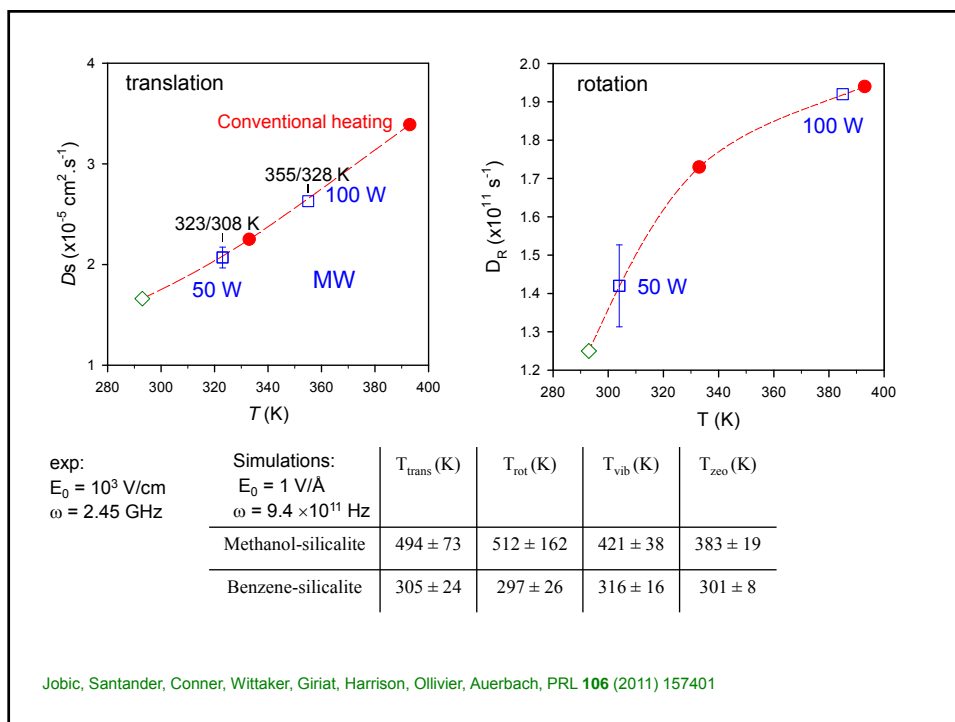 translation
Conventional heating
355/328 K
100 W
323/308 K
50 W
MW
Ds (x10⁻⁵ cm².s⁻¹)
4
3
2
1
280 300 320 340 360 380 400
T (K)
rotation
100 W
50 W
D_R (x10¹¹ s⁻¹)
2.0
1.9
1.8
1.7
1.6
1.5
1.4
1.3
1.2
280 300 320 340 360 380 400
T (K)
exp:
E₀ = 10³ V/cm
ω = 2.45 GHz
Simulations:
E₀ = 1 V/Å
ω = 9.4 ×10¹¹ Hz
T_trans (K) T_rot (K) T_vib (K) T_zeo (K)
Methanol-silicalite 494 ± 73 512 ± 162 421 ± 38 383 ± 19
Benzene-silicalite 305 ± 24 297 ± 26 316 ± 16 301 ± 8
Jobic, Santander, Conner, Wittaker, Giriat, Harrison, Ollivier, Auerbach, PRL 106 (2011) 157401